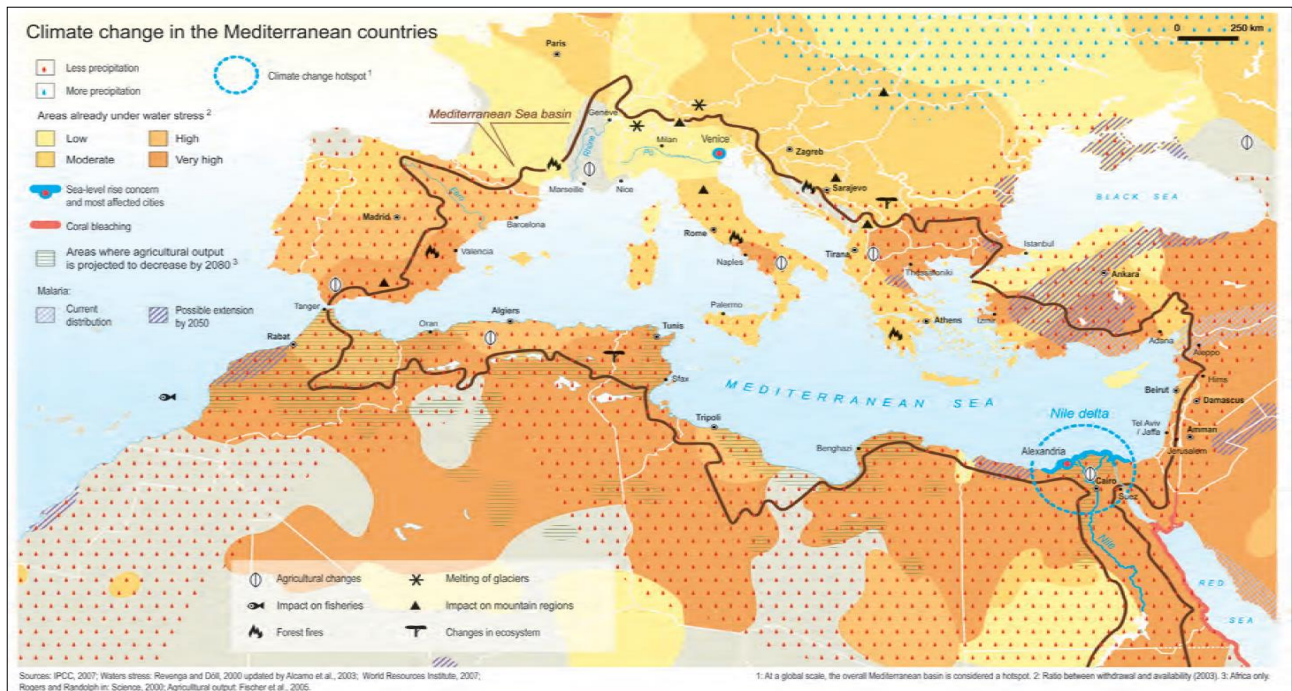 Climate change in the Mediterranean countries
Less precipitation
More precipitation
Climate change hotspot 1
Areas already under water stress 2
Low
High
Moderate
Very high
Sea-level rise concern
and most affected cities
Coral bleaching
Areas where agricultural output
is projected to decrease by 2080 3
Malaria:
Current
distribution
Possible extension
by 2050
0 250 km
Paris
Mediterranean Sea basin
Genève
Rhone
Milan
Po
Venice
Zagreb
Sarajevo
Marseille
Nice
Ebro
Madrid
Barcelona
Valencia
Rome
Naples
Palermo
Tirana
Thessaloniki
Athens
Izmir
Istanbul
BLACK SEA
Ankara
Adana
Aleppo
Hims
Beirut
Damascus
Tel Aviv
/ Jaffa
Amman
Jerusalem
Tanger
Rabat
Oran
Algiers
Tunis
Sfax
Tripoli
Benghazi
MEDITERRANEAN SEA
Nile delta
Alexandria
Cairo
Suez
Nile
RED
SEA
Agricultural changes
Melting of glaciers
Impact on fisheries
Impact on mountain regions
Forest fires
Changes in ecosystem
Sources: IPCC, 2007; Waters stress: Revenga and Döll, 2000 updated by Alcamo et al., 2003; World Resources Institute, 2007;
Rogers and Randolph in: Science, 2000; Agricultural output: Fischer et al., 2005.
1: At a global scale, the overall Mediterranean basin is considered a hotspot. 2: Ratio between withdrawal and availability (2003). 3: Africa only.